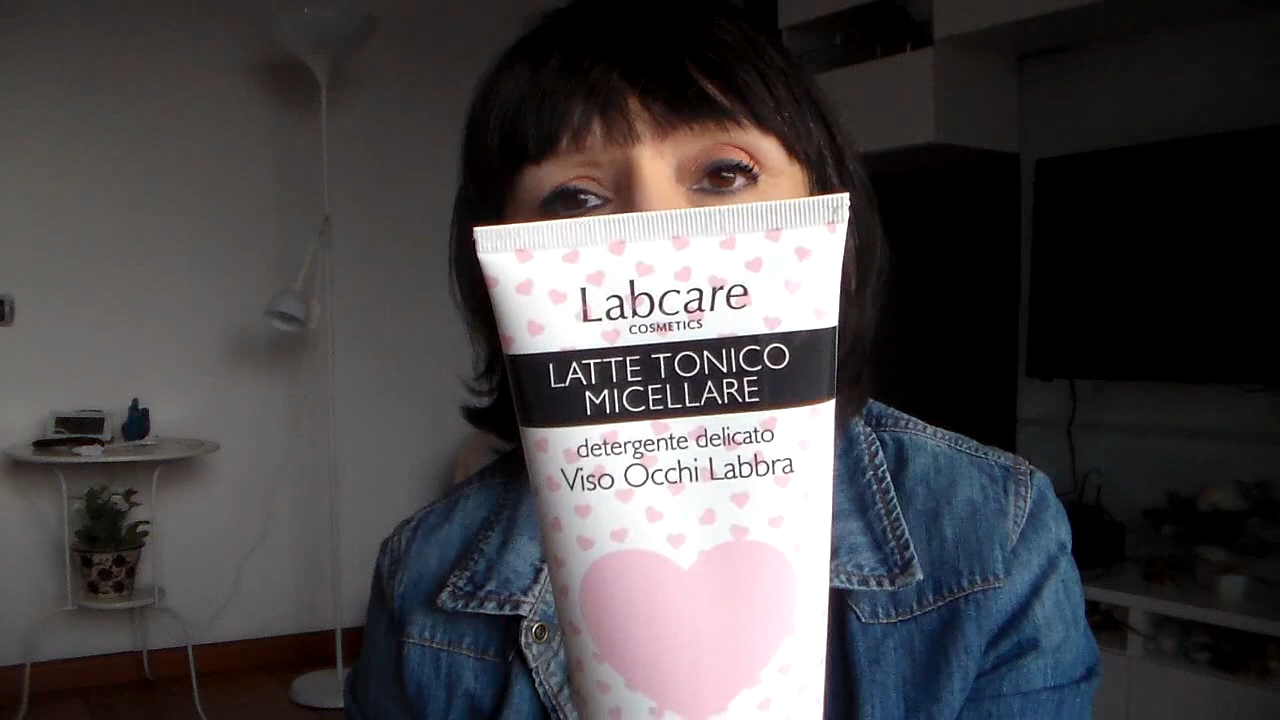 Labcare
COSMETICS
LATTE TONICO
MICELLARE
detergente delicato
Viso Occhi Labbra